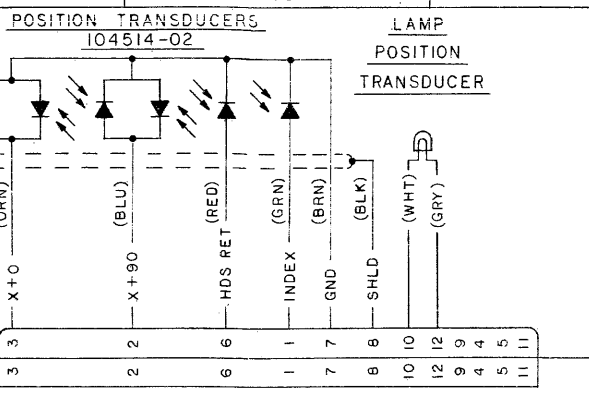 POSITION TRANSDUCERS
104514-02
LAMP
POSITION
TRANSDUCER
(BLU)
(RED)
(GRN)
(BRN)
(BLK)
(WHT)
(GRY)
X+0
X+90
HDS RET
INDEX
GND
SHLD
3 2 6 1 7 8 10 12 9 4 5 11
3 2 6 1 7 8 10 12 9 4 5 11